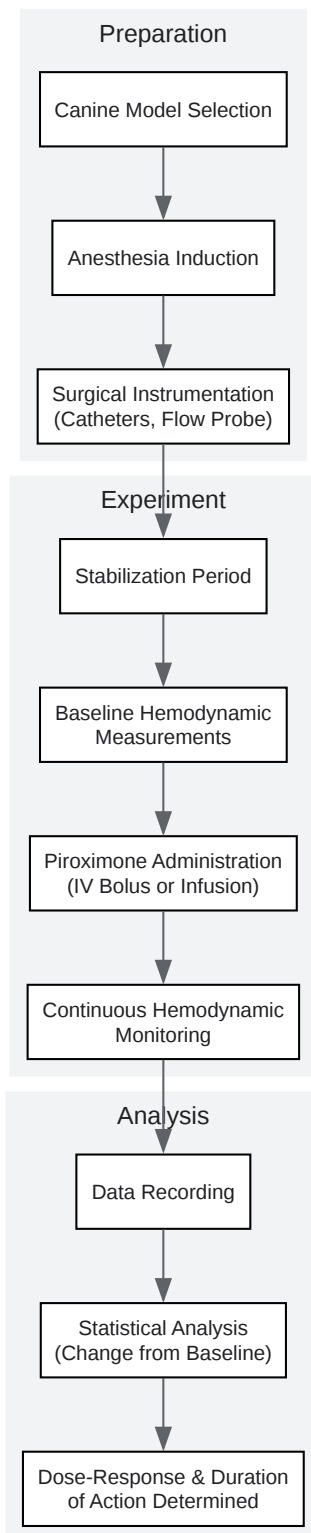 Preparation
Canine Model Selection
Anesthesia Induction
Surgical Instrumentation
(Catheters, Flow Probe)
Experiment
Stabilization Period
Baseline Hemodynamic
Measurements
Piroximone Administration
(IV Bolus or Infusion)
Continuous Hemodynamic
Monitoring
Analysis
Data Recording
Statistical Analysis
(Change from Baseline)
Dose-Response & Duration
of Action Determined